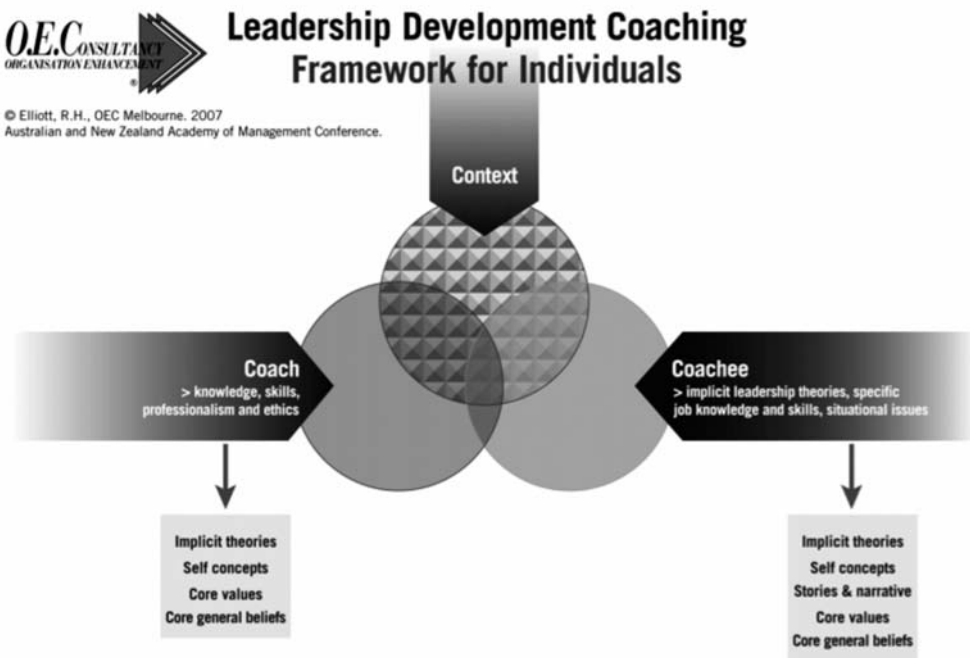 O.E.CONSULTANCY
ORGANISATION ENHANCEMENT
®
Leadership Development Coaching
Framework for Individuals
© Elliott, R.H., OEC Melbourne. 2007
Australian and New Zealand Academy of Management Conference.
Context
Coach
> knowledge, skills,
professionalism and ethics
Coachee
> implicit leadership theories, specific
job knowledge and skills, situational issues
Implicit theories
Self concepts
Core values
Core general beliefs
Implicit theories
Self concepts
Stories & narrative
Core values
Core general beliefs